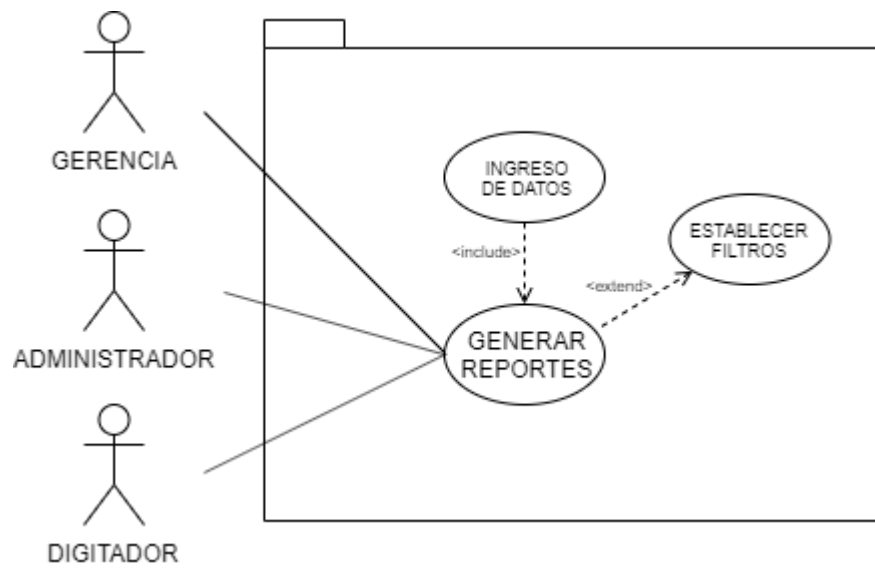 GERENCIA
ADMINISTRADOR
DIGITADOR
INGRESO
DE DATOS
<include>
<extend>
ESTABLECER
FILTROS
GENERAR
REPORTES